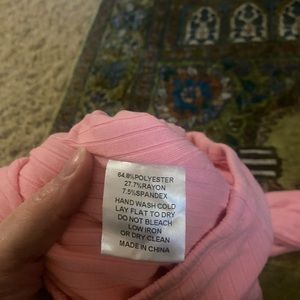 64.8%POLYESTER
27.7%RAYON
7.5%SPANDEX
HAND WASH COLD
LAY FLAT TO DRY
DO NOT BLEACH
LOW IRON
OR DRY CLEAN
MADE IN CHINA